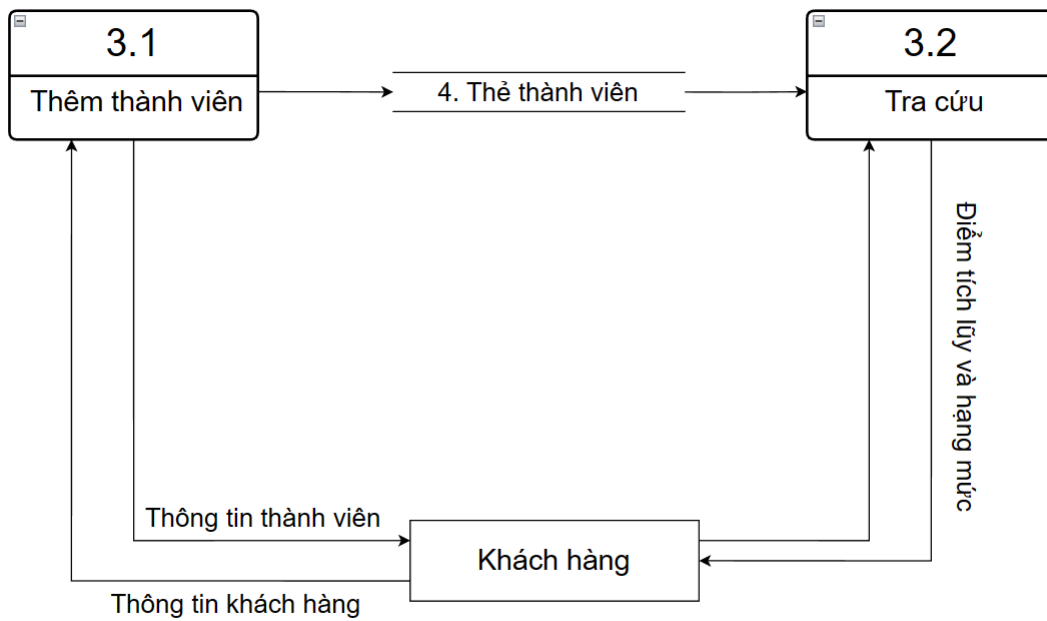 3.1
Thêm thành viên
4. Thẻ thành viên
3.2
Tra cứu
Điểm tích lũy và hạng mức
Thông tin thành viên
Khách hàng
Thông tin khách hàng